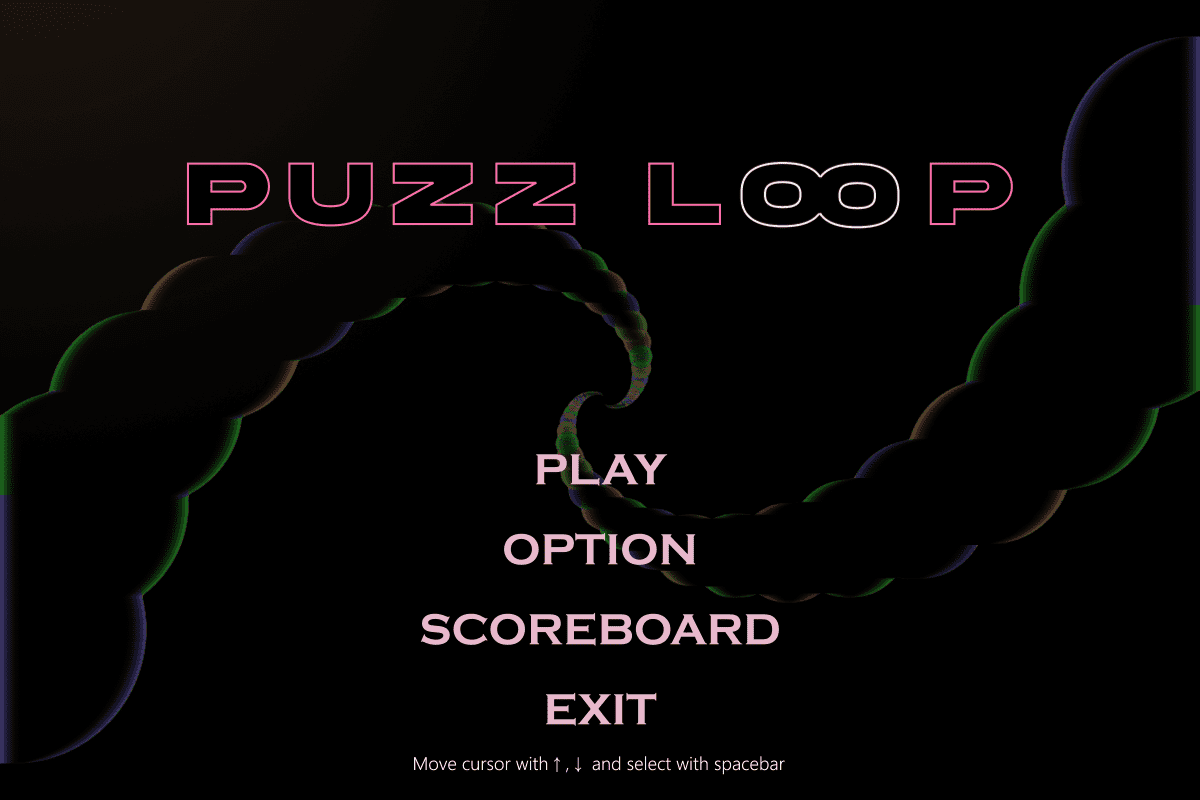 PUZZ LOOP
PLAY
OPTION
SCOREBOARD
EXIT
Move cursor with ↑ , ↓ and select with spacebar